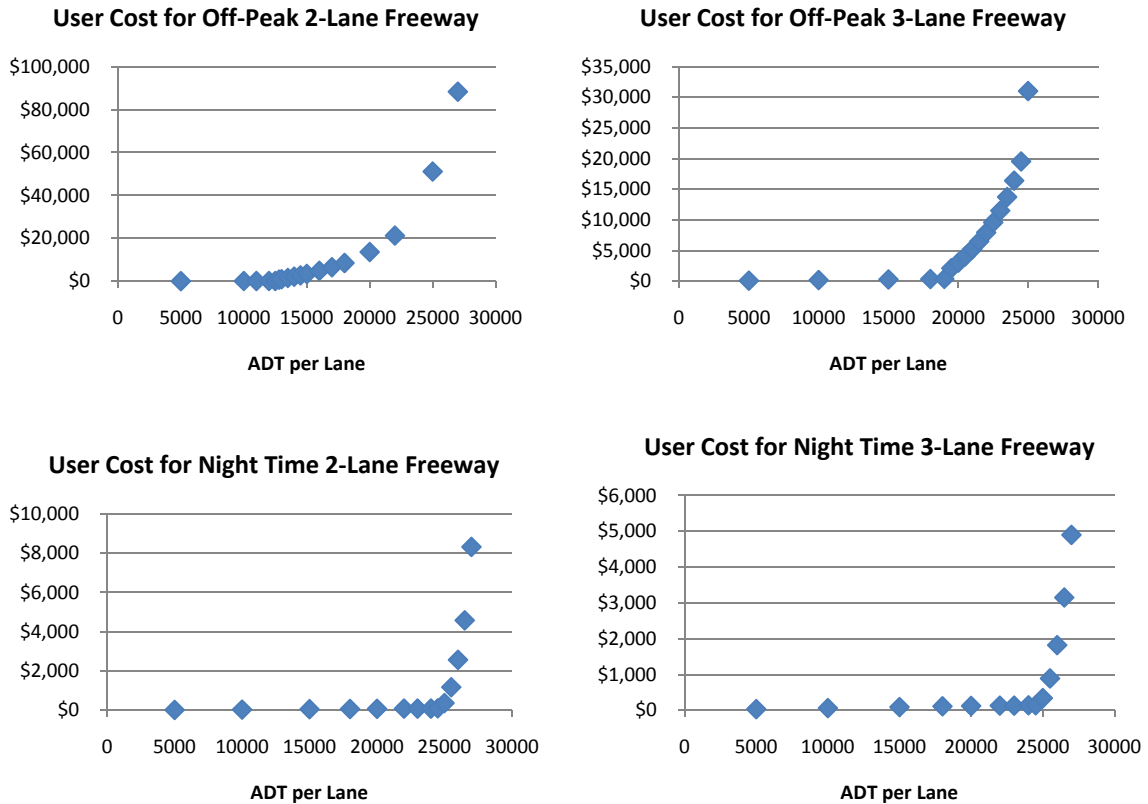 User Cost for Off-Peak 2-Lane Freeway
$100,000
$80,000
$60,000
$40,000
$20,000
$0
0 5000 10000 15000 20000 25000 30000
ADT per Lane
User Cost for Off-Peak 3-Lane Freeway
$35,000
$30,000
$25,000
$20,000
$15,000
$10,000
$5,000
$0
0 5000 10000 15000 20000 25000 30000
ADT per Lane
User Cost for Night Time 2-Lane Freeway
$10,000
$8,000
$6,000
$4,000
$2,000
$0
0 5000 10000 15000 20000 25000 30000
ADT per Lane
User Cost for Night Time 3-Lane Freeway
$6,000
$5,000
$4,000
$3,000
$2,000
$1,000
$0
0 5000 10000 15000 20000 25000 30000
ADT per Lane